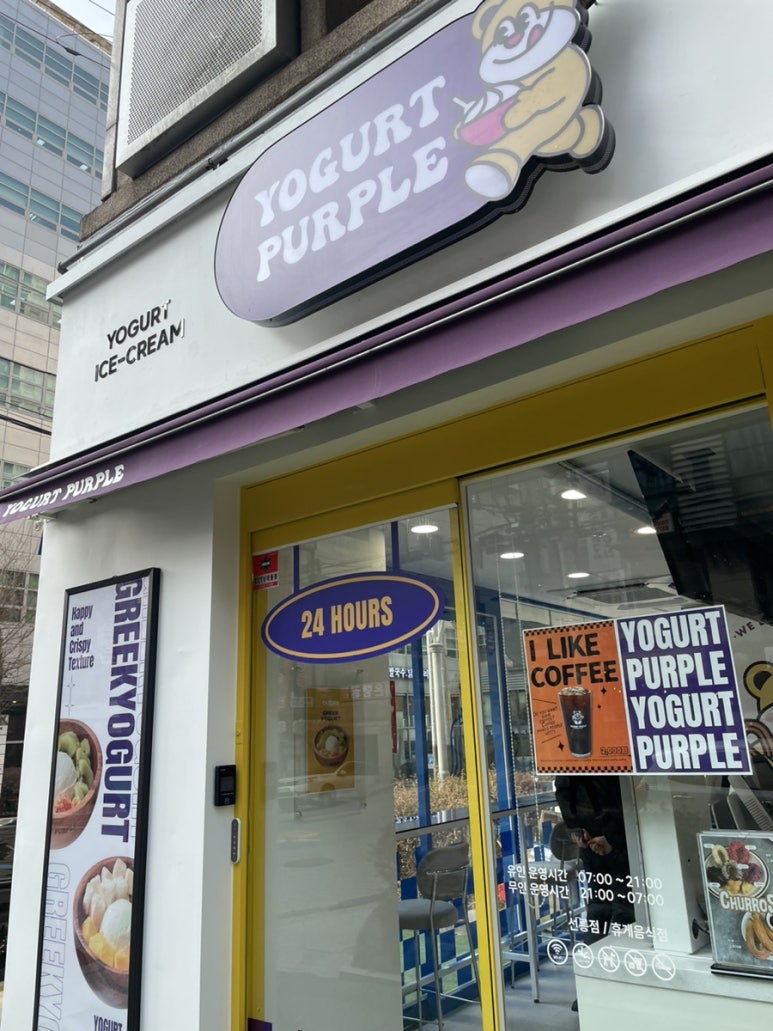 YOGURT
PURPLE
YOGURT
ICE-CREAM
YOGURT PURPLE
Happy
and
Crispy
Texture
GREEKYOGURT
24 HOURS
I LIKE
COFFEE
YOGURT
PURPLE
YOGURT
PURPLE
유인 운영시간 07:00 ~ 21:00
무인 운영시간 21:00 ~ 07:00
선릉점 / 휴게음식점
CHURROS
YOGURT